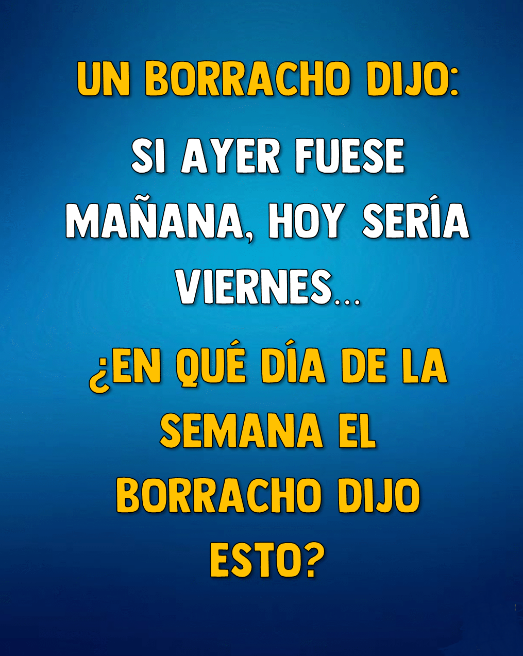 UN BORRACHO DIJO:
SI AYER FUESE
MAÑANA, HOY SERÍA
VIERNES...
¿EN QUÉ DÍA DE LA
SEMANA EL
BORRACHO DIJO
ESTO?